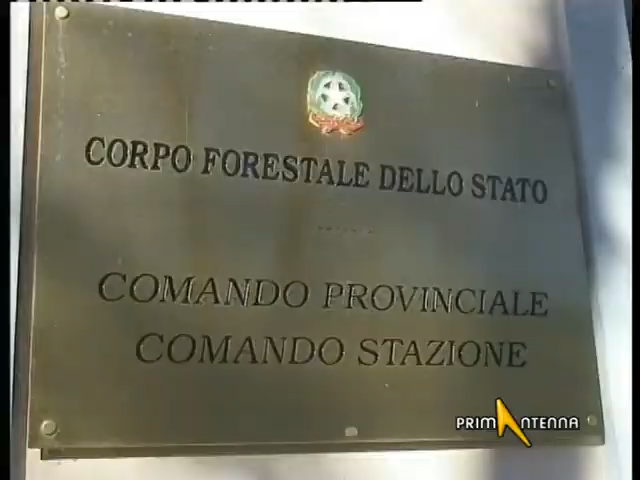 CORPO FORESTALE DELLO STATO
COMANDO PROVINCIALE
COMANDO STAZIONE
PRIMANTENNA